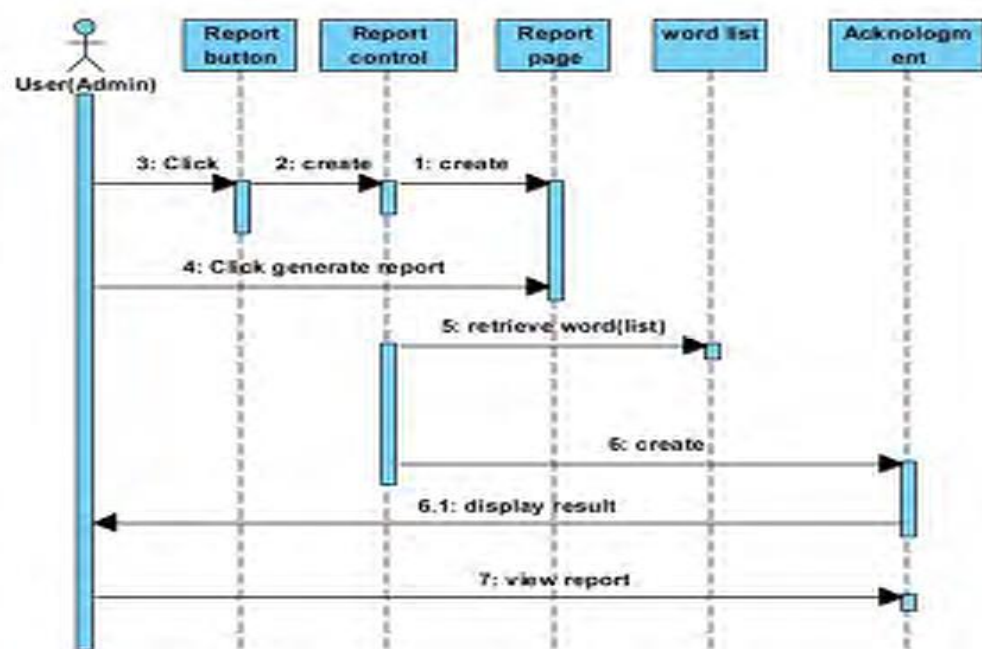 Report
button
Report
control
Report
page
word list
Acknologm
ent
User(Admin)
3: Click
2: create
1: create
4: Click generate report
5: retrieve word(list)
6: create
6.1: display result
7: view report